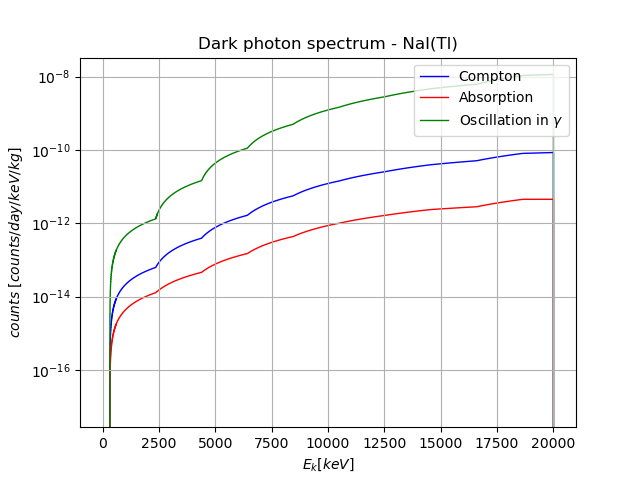 Dark photon spectrum - NaI(Tl)
counts [counts/day/keV/kg]
10⁻⁸
10⁻¹⁰
10⁻¹²
10⁻¹⁴
10⁻¹⁶
Compton
Absorption
Oscillation in γ
0 2500 5000 7500 10000 12500 15000 17500 20000
Eₖ[keV]